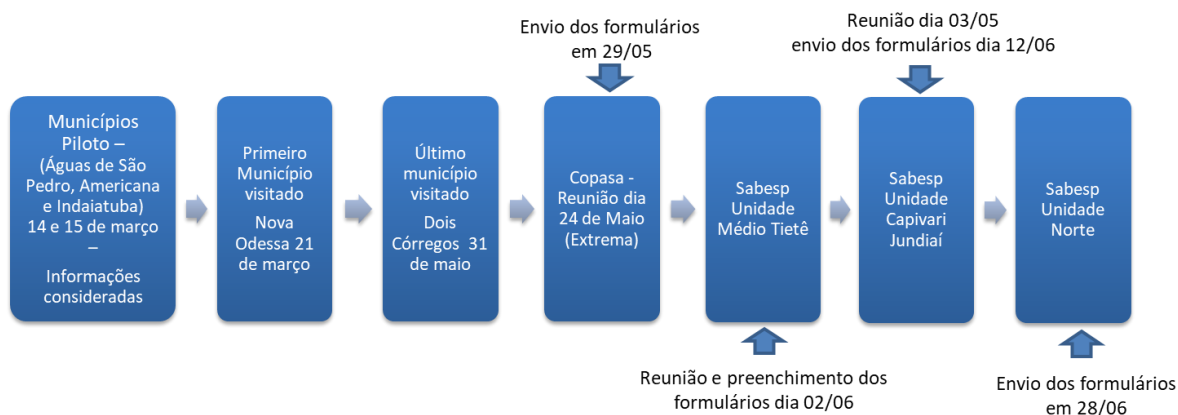 Envio dos formulários
em 29/05
Reunião dia 03/05
envio dos formulários dia 12/06
Municípios
Piloto –
(Águas de São
Pedro, Americana
e Indaiatuba)
14 e 15 de março
–
Informações
consideradas
Primeiro
Município
visitado
Nova
Odessa 21
de março
Último
município
visitado
Dois
Córregos 31
de maio
Copasa -
Reunião dia
24 de Maio
(Extrema)
Sabesp
Unidade
Médio Tietê
Sabesp
Unidade
Capivari
Jundiaí
Sabesp
Unidade
Norte
Reunião e preenchimento dos
formulários dia 02/06
Envio dos formulários
em 28/06